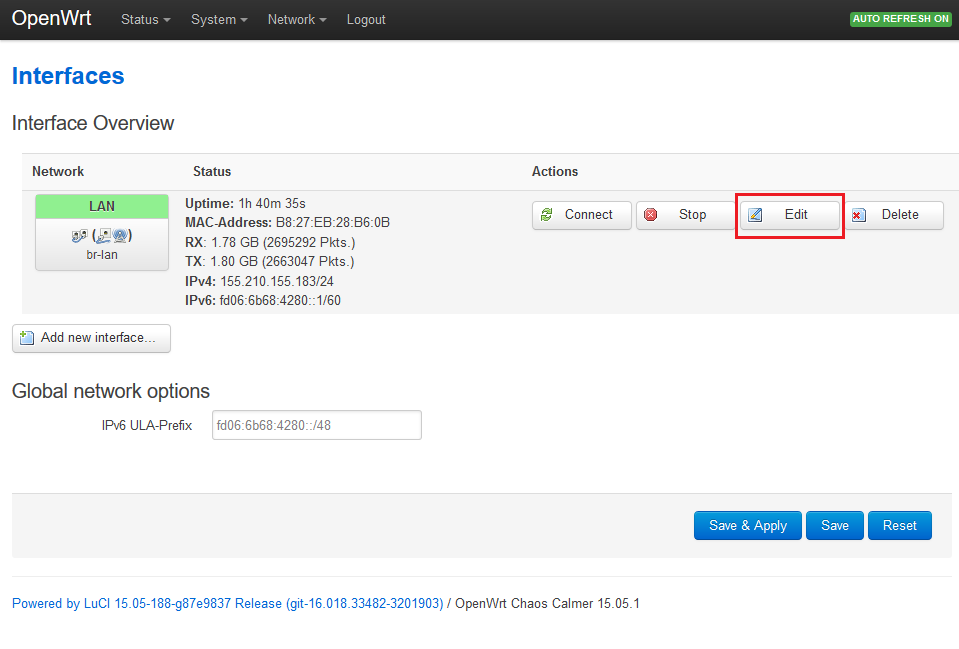 OpenWrt Status System Network Logout AUTO REFRESH ON
Interfaces
Interface Overview
Network Status Actions
LAN
br-lan
Uptime: 1h 40m 35s
MAC-Address: B8:27:EB:28:B6:0B
RX: 1.78 GB (2695292 Pkts.)
TX: 1.80 GB (2663047 Pkts.)
IPv4: 155.210.155.183/24
IPv6: fd06:6b68:4280::1/60
Connect Stop Edit Delete
Add new interface...
Global network options
IPv6 ULA-Prefix fd06:6b68:4280::/48
Save & Apply Save Reset
Powered by LuCI 15.05-188-g87e9837 Release (git-16.018.33482-3201903) / OpenWrt Chaos Calmer 15.05.1